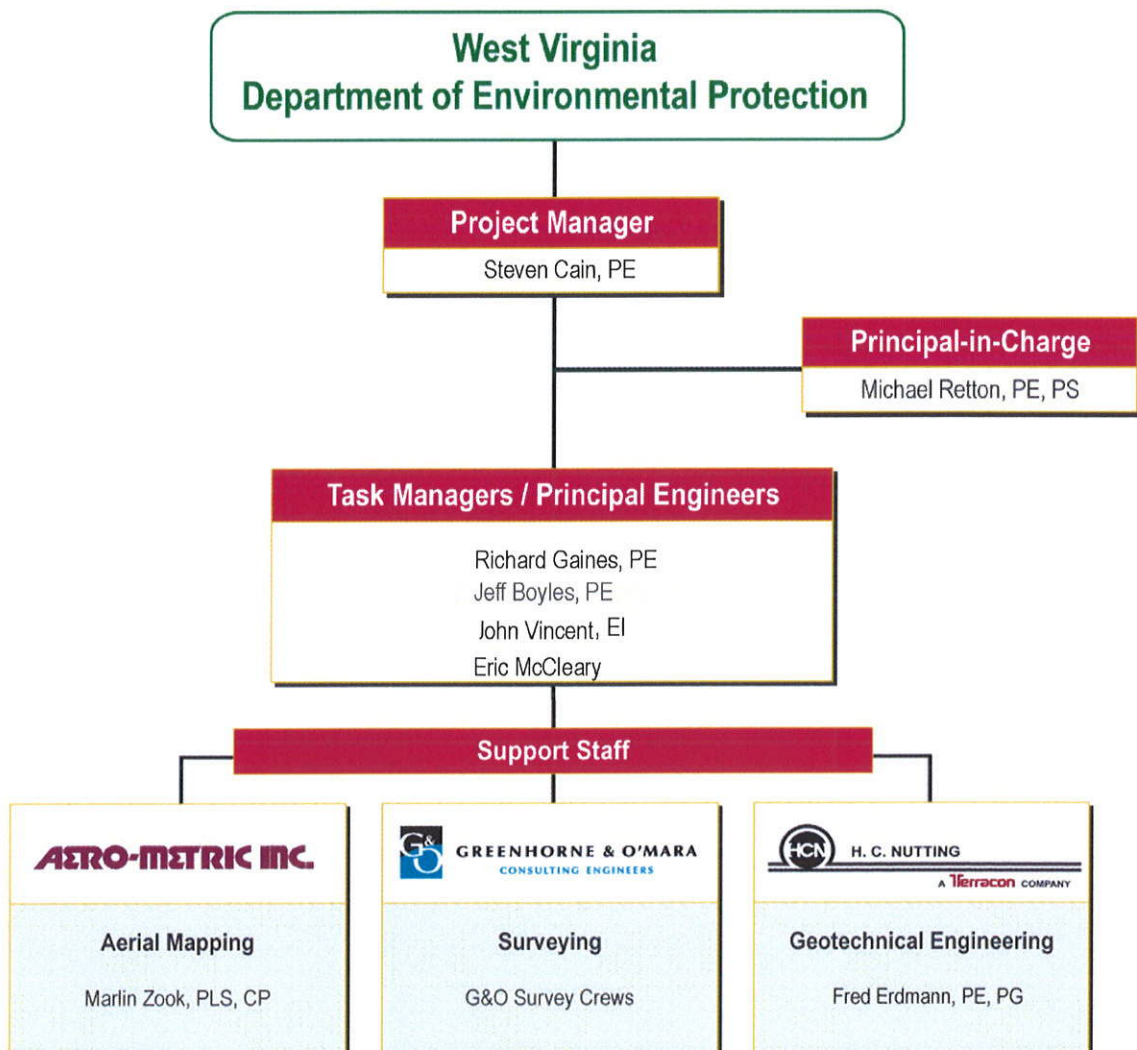 West Virginia
Department of Environmental Protection
Project Manager
Steven Cain, PE
Principal-in-Charge
Michael Retton, PE, PS
Task Managers / Principal Engineers
Richard Gaines, PE
Jeff Boyles, PE
John Vincent, EI
Eric McCleary
Support Staff
AERO-METRIC INC.
Aerial Mapping
Marlin Zook, PLS, CP
G&O
GREENHORNE & O'MARA
CONSULTING ENGINEERS
Surveying
G&O Survey Crews
HCN
H. C. NUTTING
A Terracon COMPANY
Geotechnical Engineering
Fred Erdmann, PE, PG